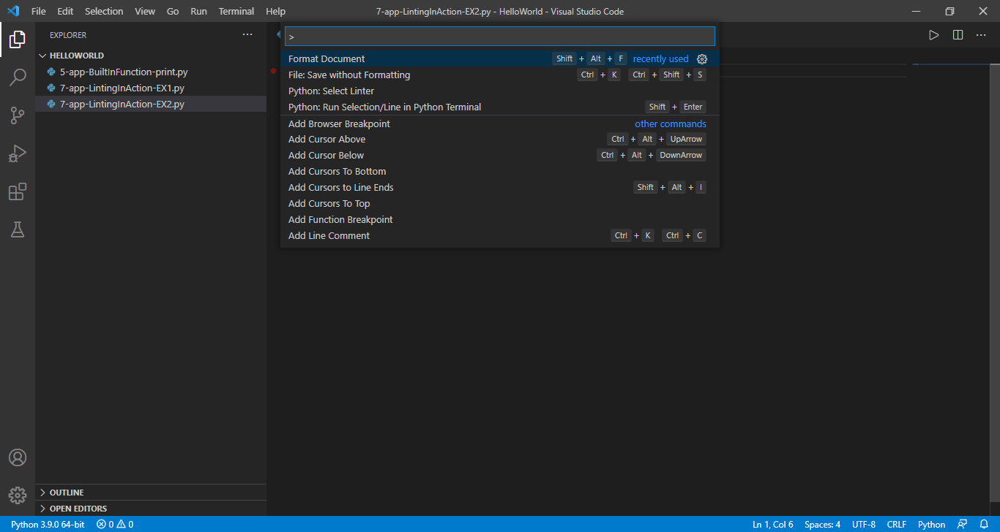 File Edit Selection View Go Run Terminal Help 7-app-LintingInAction-EX2.py - HelloWorld - Visual Studio Code
EXPLORER
HELLOWORLD
5-app-BuiltInFunction-print.py
7-app-LintingInAction-EX1.py
7-app-LintingInAction-EX2.py
>
Format Document Shift + Alt + F recently used
File: Save without Formatting Ctrl + K Ctrl + Shift + S
Python: Select Linter
Python: Run Selection/Line in Python Terminal Shift + Enter
Add Browser Breakpoint other commands
Add Cursor Above Ctrl + Alt + UpArrow
Add Cursor Below Ctrl + Alt + DownArrow
Add Cursors To Bottom
Add Cursors to Line Ends Shift + Alt + I
Add Cursors To Top
Add Function Breakpoint
Add Line Comment Ctrl + K Ctrl + C
OUTLINE
OPEN EDITORS
Python 3.9.0 64-bit 0 0 Ln 1, Col 6 Spaces: 4 UTF-8 CRLF Python